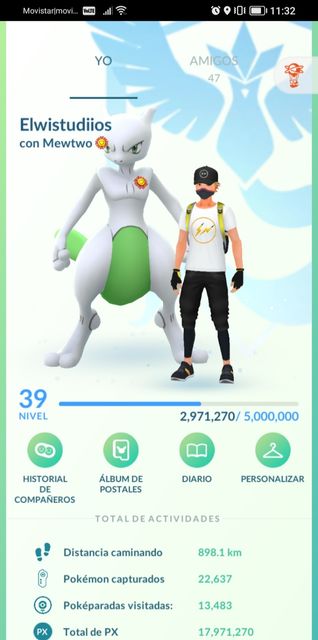 Movistar|movi... VoLTE 11:32
YO
AMIGOS
47
Elwistudiios
con Mewtwo
39
NIVEL
2,971,270/ 5,000,000
HISTORIAL
DE
COMPAÑEROS
ÁLBUM DE
POSTALES
DIARIO
PERSONALIZAR
TOTAL DE ACTIVIDADES
Distancia caminando 898.1 km
Pokémon capturados 22,637
Poképaradas visitadas: 13,483
PX Total de PX 17,971,270